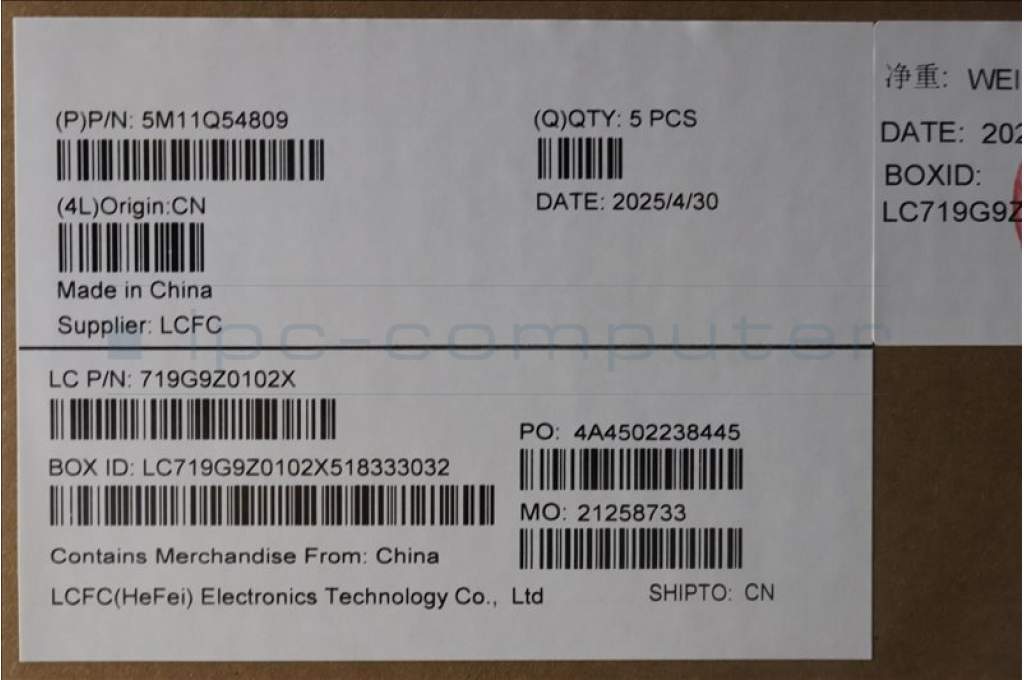 (P)P/N: 5M11Q54809
(Q)QTY: 5 PCS
(4L)Origin:CN
DATE: 2025/4/30
Made in China
Supplier: LCFC
ipc-computer
LC P/N: 719G9Z0102X
PO: 4A4502238445
BOX ID: LC719G9Z0102X518333032
MO: 21258733
Contains Merchandise From: China
LCFC(HeFei) Electronics Technology Co., Ltd
SHIPTO: CN
净重: WEI
DATE: 202
BOXID:
LC719G9Z